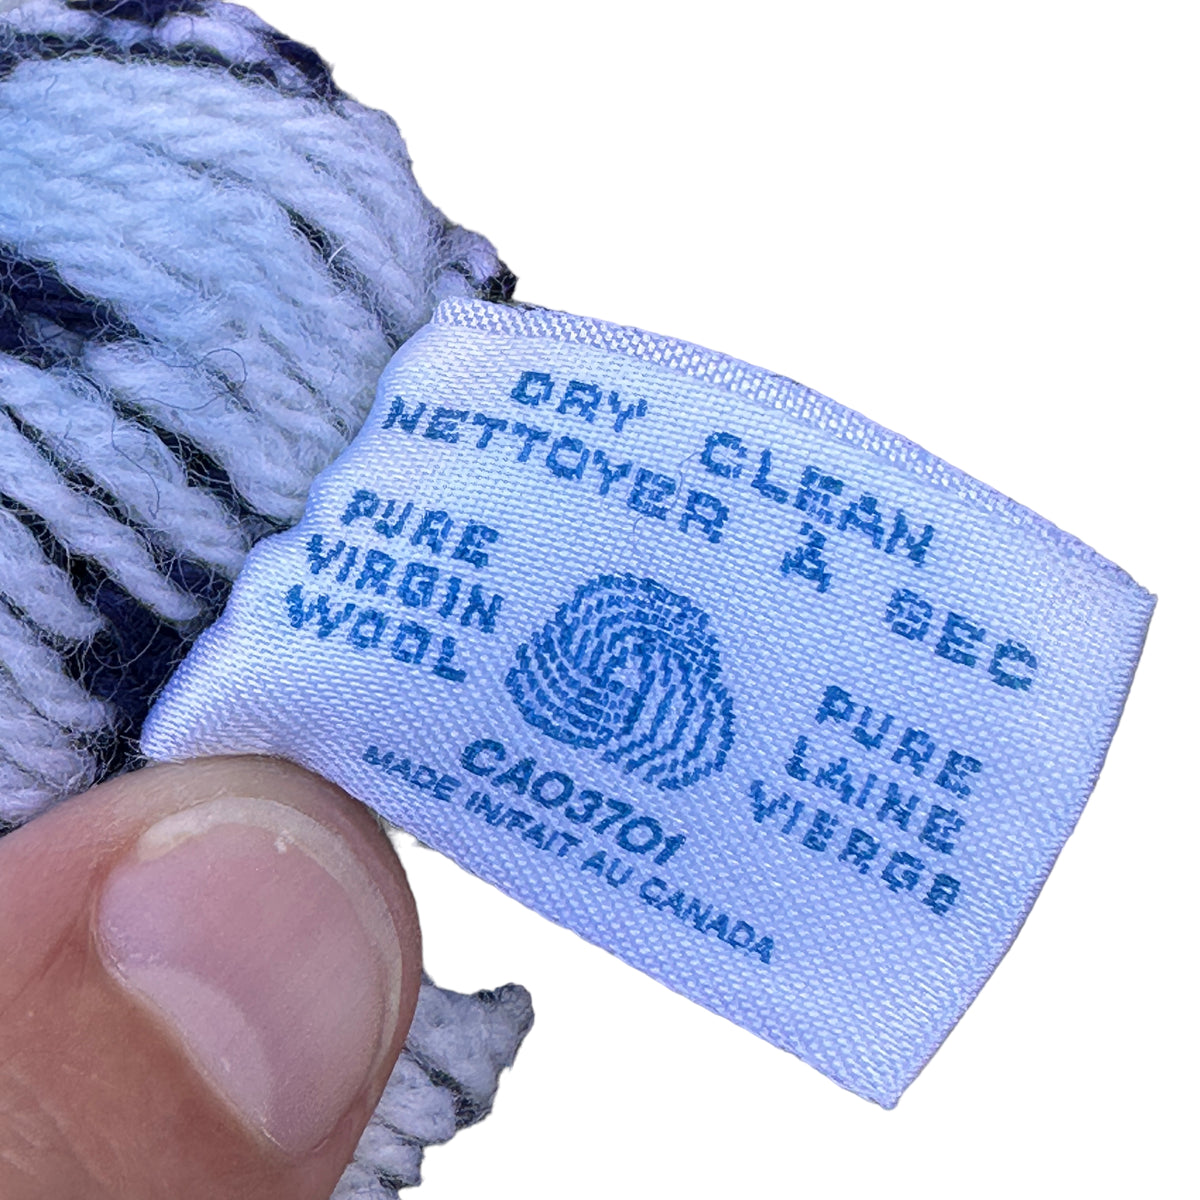 DRY CLEAN
NETTOYER À SEC
PURE
VIRGIN
WOOL
PURE
LAINE
VIERGE
CA03701
MADE IN/FAIT AU CANADA